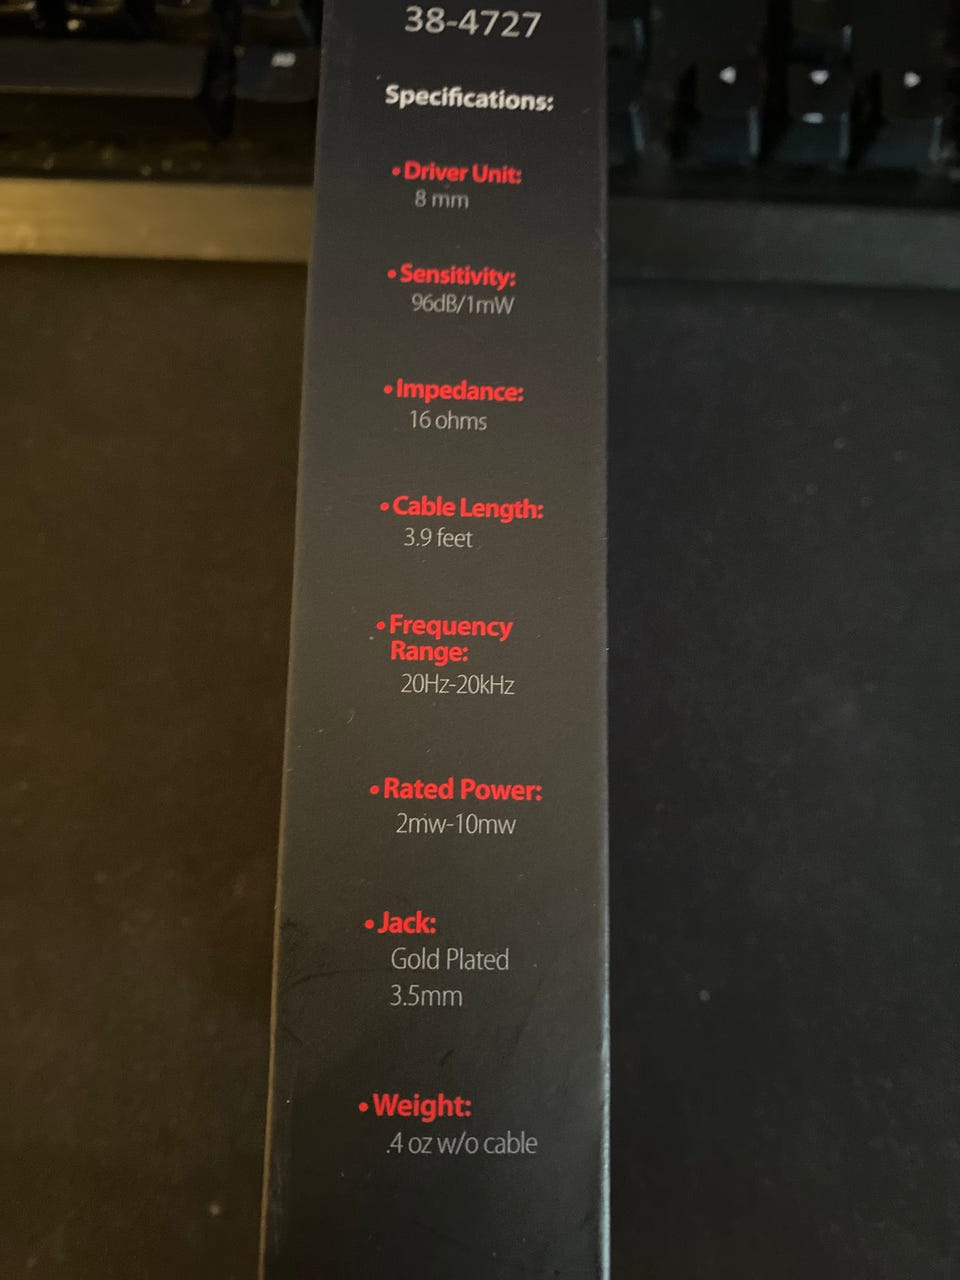 38-4727
Specifications:
• Driver Unit:
8 mm
• Sensitivity:
96dB/1mW
• Impedance:
16 ohms
• Cable Length:
3.9 feet
• Frequency
Range:
20Hz-20kHz
• Rated Power:
2mw-10mw
• Jack:
Gold Plated
3.5mm
• Weight:
.4 oz w/o cable